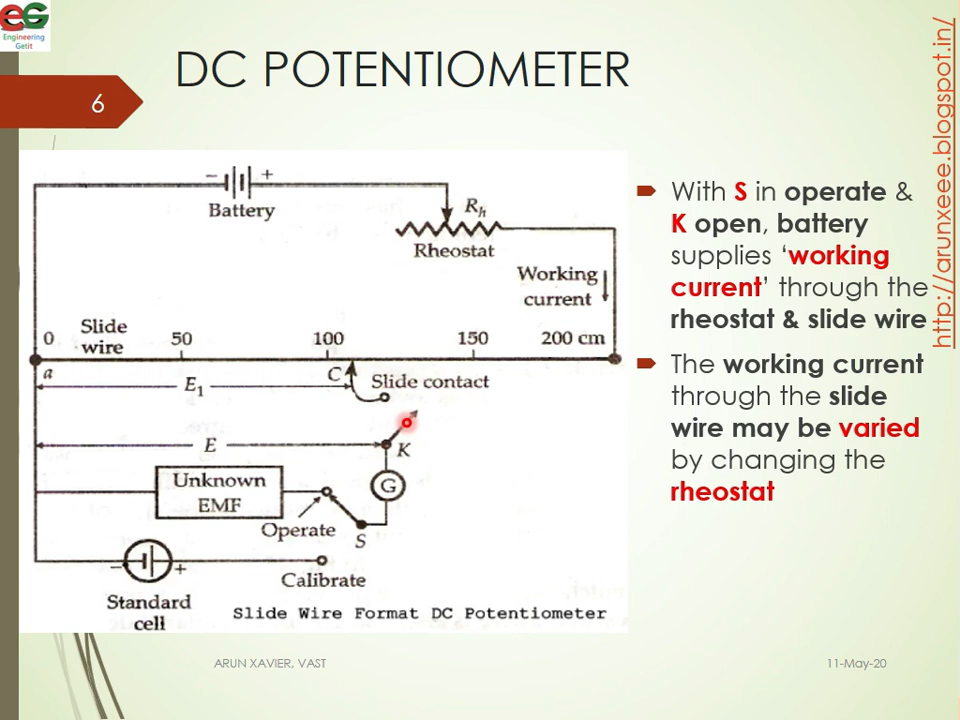 EG
Engineering
Getit
DC POTENTIOMETER
6
http://arunxeee.blogspot.in/
− +
Battery
Rh
Rheostat
Working
current
0 Slide wire 50 100 150 200 cm
a
E1
C
Slide contact
E
K
Unknown
EMF
G
Operate
S
− +
Calibrate
Standard
cell
Slide Wire Format DC Potentiometer
With S in operate &
K open, battery
supplies ‘working
current’ through the
rheostat & slide wire
The working current
through the slide
wire may be varied
by changing the
rheostat
ARUN XAVIER, VAST
11-May-20